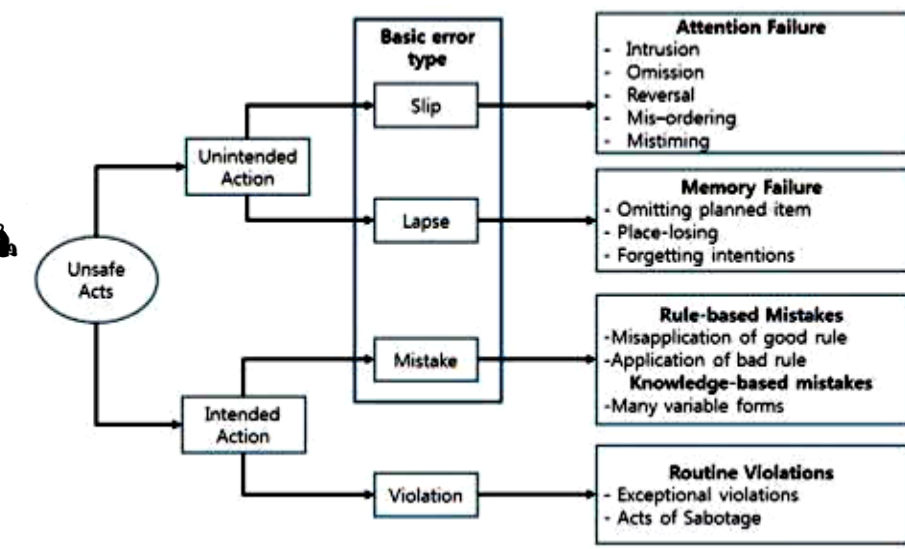 Basic error
type
Slip
Lapse
Mistake
Violation
Unintended
Action
Intended
Action
Unsafe
Acts
Attention Failure
- Intrusion
- Omission
- Reversal
- Mis-ordering
- Mistiming
Memory Failure
- Omitting planned item
- Place-losing
- Forgetting intentions
Rule-based Mistakes
-Misapplication of good rule
-Application of bad rule
Knowledge-based mistakes
-Many variable forms
Routine Violations
- Exceptional violations
- Acts of Sabotage